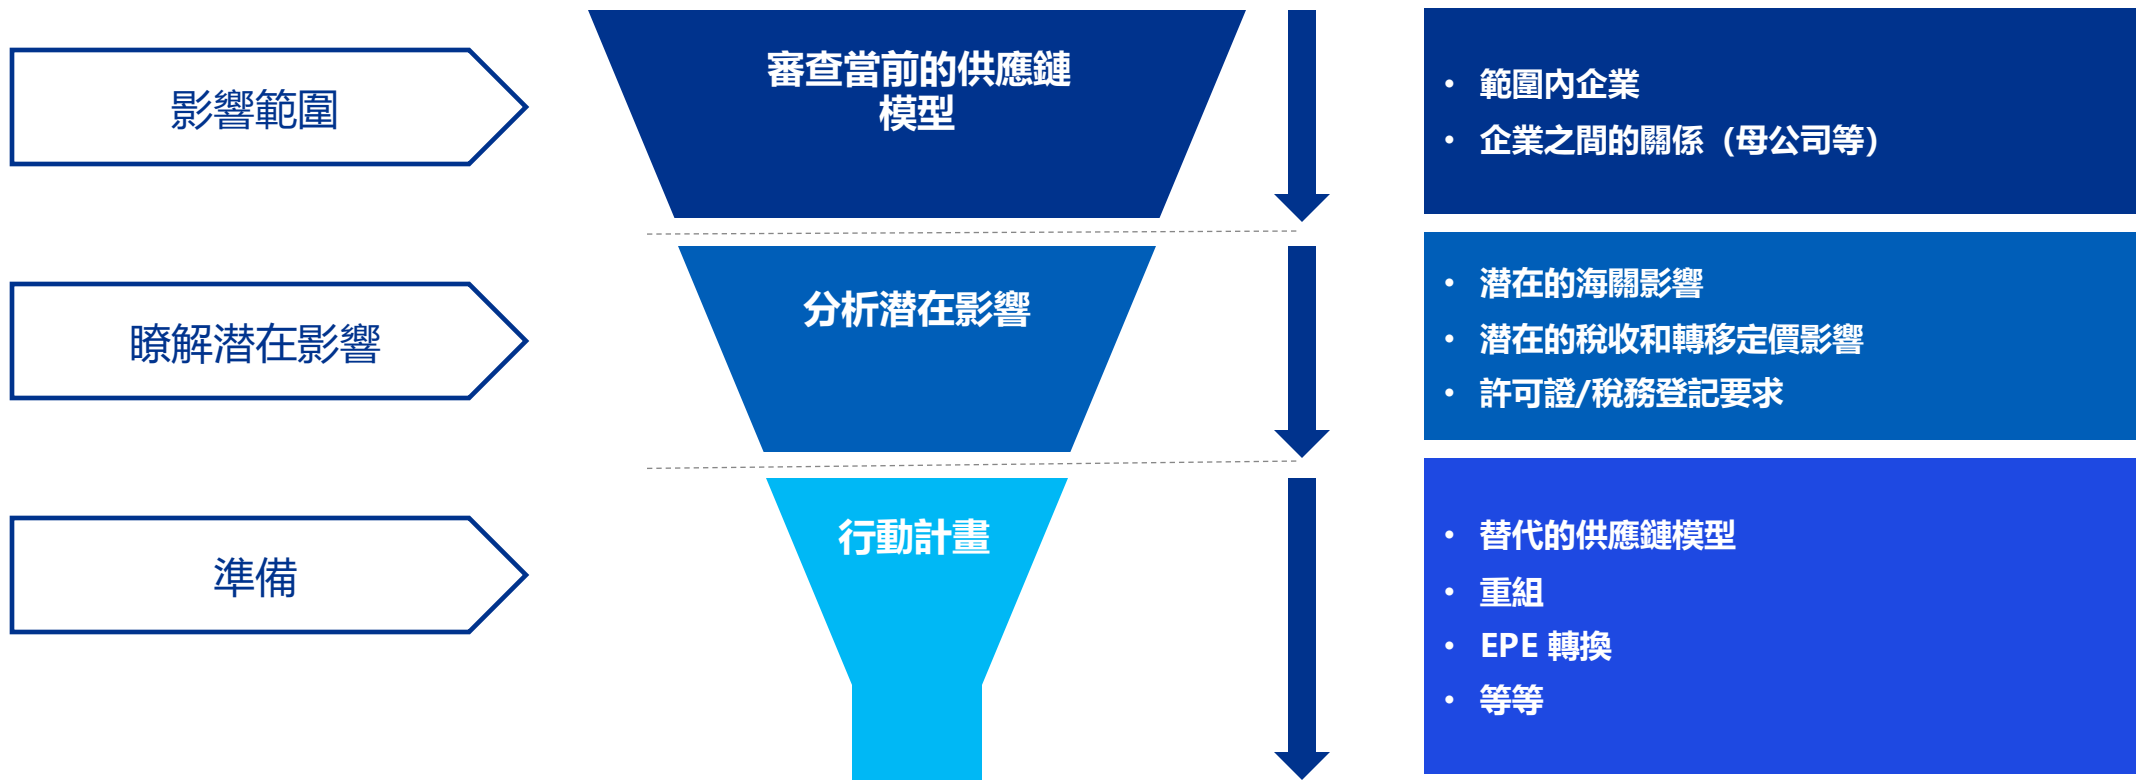 影響範圍
審查當前的供應鏈
模型
• 範圍內企業
• 企業之間的關係（母公司等）
瞭解潛在影響
分析潛在影響
• 潛在的海關影響
• 潛在的稅收和轉移定價影響
• 許可證/稅務登記要求
準備
行動計畫
• 替代的供應鏈模型
• 重組
• EPE 轉換
• 等等